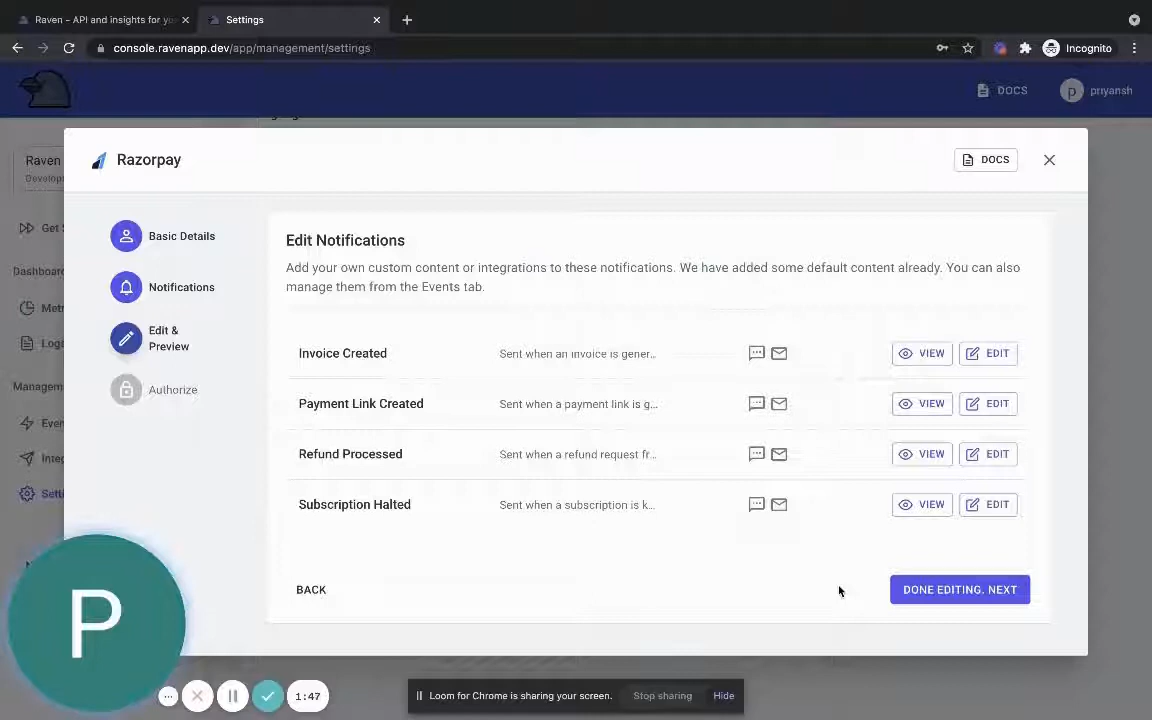 Raven - API and insights for yo
Settings
console.ravenapp.dev/app/management/settings
Incognito
DOCS
p
priyansh
Raven
Razorpay
DOCS
Get
Dashboar
Metr
Logs
Managem
Even
Integ
Setti
Basic Details
Notifications
Edit &
Preview
Authorize
Edit Notifications
Add your own custom content or integrations to these notifications. We have added some default content already. You can also
manage them from the Events tab.
Invoice Created
Sent when an invoice is gener...
VIEW
EDIT
Payment Link Created
Sent when a payment link is g...
VIEW
EDIT
Refund Processed
Sent when a refund request fr...
VIEW
EDIT
Subscription Halted
Sent when a subscription is k...
VIEW
EDIT
BACK
DONE EDITING. NEXT
P
1:47
Loom for Chrome is sharing your screen.
Stop sharing
Hide